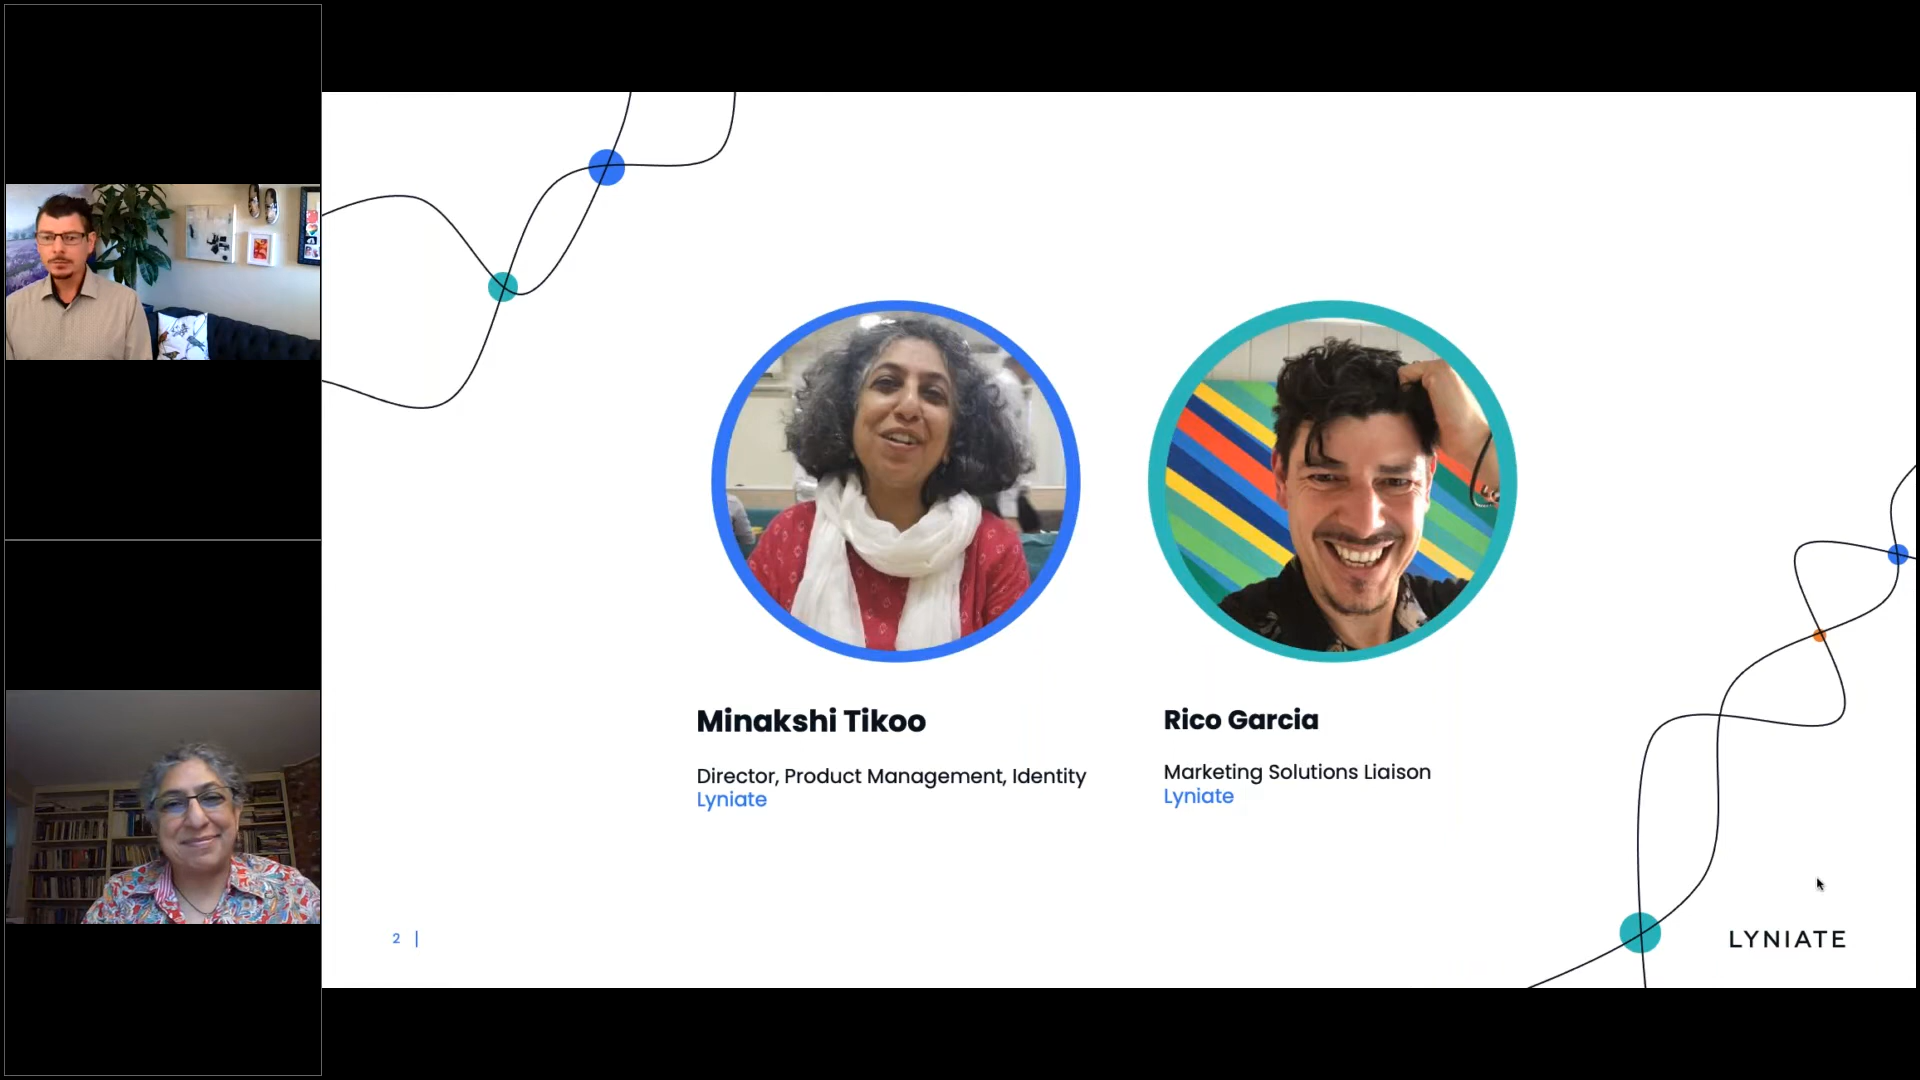 Minakshi Tikoo
Director, Product Management, Identity
Lyniate
Rico Garcia
Marketing Solutions Liaison
Lyniate
2 |
LYNIATE